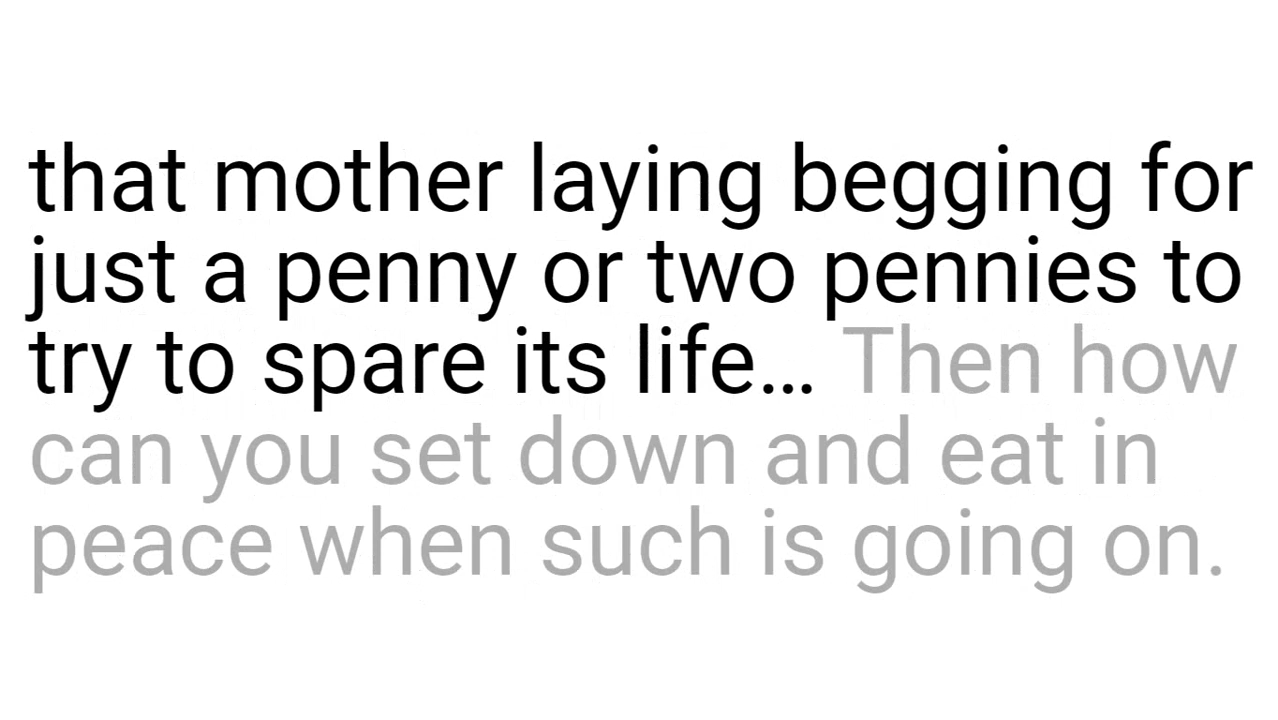 that mother laying begging for
just a penny or two pennies to
try to spare its life… Then how
can you set down and eat in
peace when such is going on.